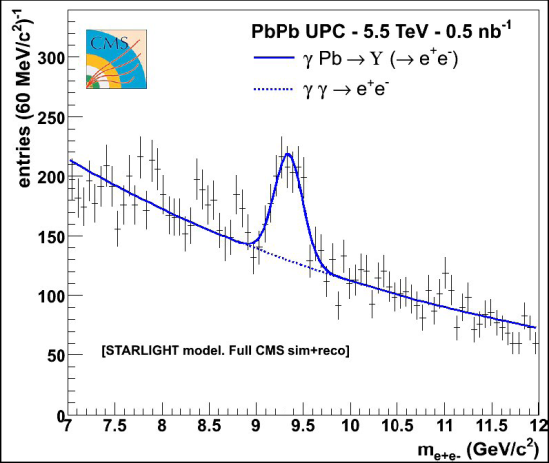 CMS
PbPb UPC - 5.5 TeV - 0.5 nb⁻¹
γ Pb → Υ (→ e⁺e⁻)
γ γ → e⁺e⁻
entries (60 MeV/c²)⁻¹
300
250
200
150
100
50
0
[STARLIGHT model. Full CMS sim+reco]
7 7.5 8 8.5 9 9.5 10 10.5 11 11.5 12
mₑ₊ₑ₋ (GeV/c²)